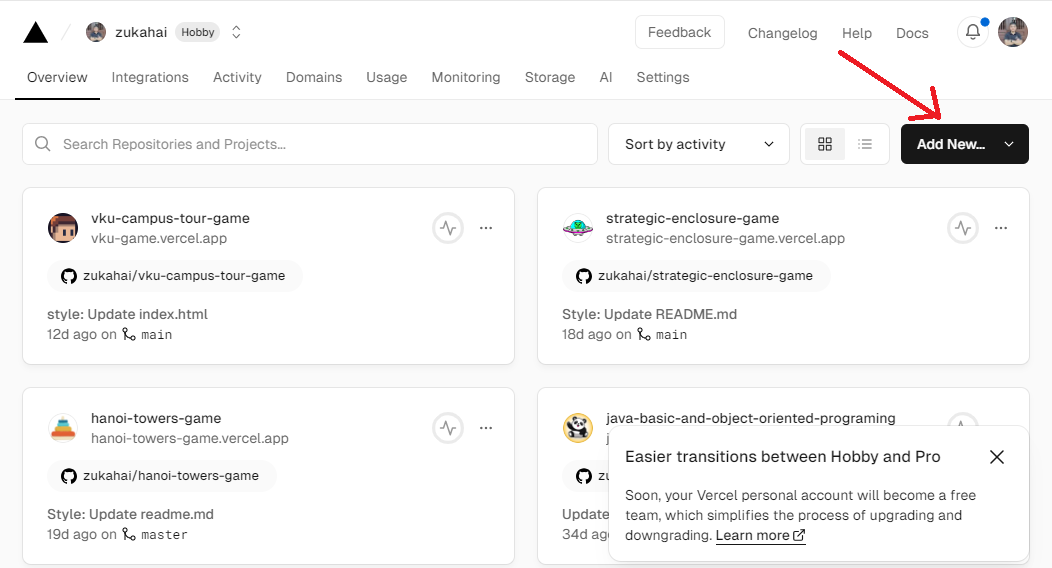 zukahai Hobby Feedback Changelog Help Docs
Overview Integrations Activity Domains Usage Monitoring Storage AI Settings
Search Repositories and Projects... Sort by activity Add New...
vku-campus-tour-game
vku-game.vercel.app
zukahai/vku-campus-tour-game
style: Update index.html
12d ago on main
strategic-enclosure-game
strategic-enclosure-game.vercel.app
zukahai/strategic-enclosure-game
Style: Update README.md
18d ago on main
hanoi-towers-game
hanoi-towers-game.vercel.app
zukahai/hanoi-towers-game
Style: Update readme.md
19d ago on master
java-basic-and-object-oriented-programing
Update
34d ago
Easier transitions between Hobby and Pro
Soon, your Vercel personal account will become a free
team, which simplifies the process of upgrading and
downgrading. Learn more